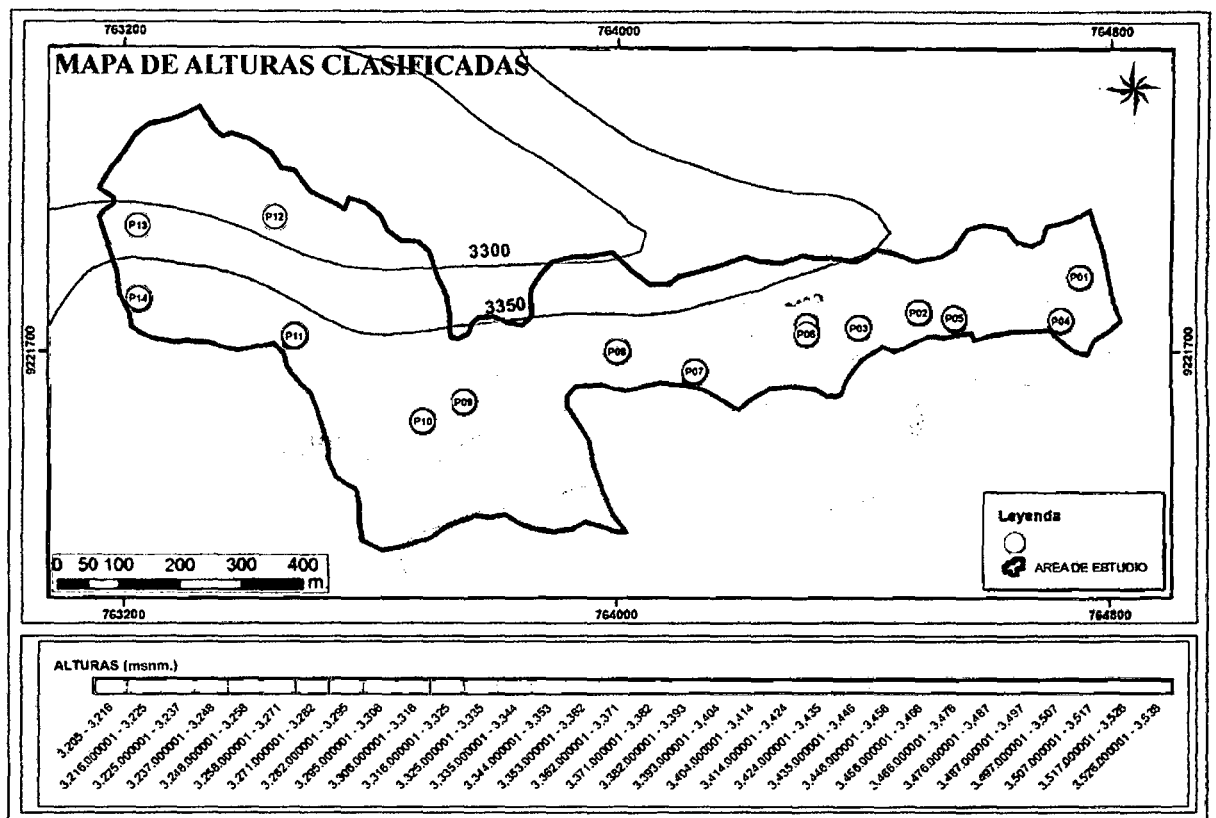 763200 764000 764800
MAPA DE ALTURAS CLASIFICADAS
P12
P13
3300
P01
P14
3350
P02
P05
P04
P06
P03
P11
9221700
9221700
P08
P07
P09
P10
Leyenda
AREA DE ESTUDIO
0 50 100 200 300 400
m
763200 764000 764800
ALTURAS (msnm.)
3.205 - 3.216
3.216.000001 - 3.225
3.225.000001 - 3.237
3.237.000001 - 3.248
3.248.000001 - 3.258
3.258.000001 - 3.271
3.271.000001 - 3.282
3.282.000001 - 3.295
3.295.000001 - 3.306
3.306.000001 - 3.316
3.316.000001 - 3.325
3.325.000001 - 3.335
3.335.000001 - 3.344
3.344.000001 - 3.353
3.353.000001 - 3.362
3.362.000001 - 3.371
3.371.000001 - 3.382
3.382.000001 - 3.393
3.393.000001 - 3.404
3.404.000001 - 3.414
3.414.000001 - 3.424
3.424.000001 - 3.435
3.435.000001 - 3.446
3.446.000001 - 3.456
3.456.000001 - 3.466
3.466.000001 - 3.476
3.476.000001 - 3.487
3.487.000001 - 3.497
3.497.000001 - 3.507
3.507.000001 - 3.517
3.517.000001 - 3.526
3.526.000001 - 3.538